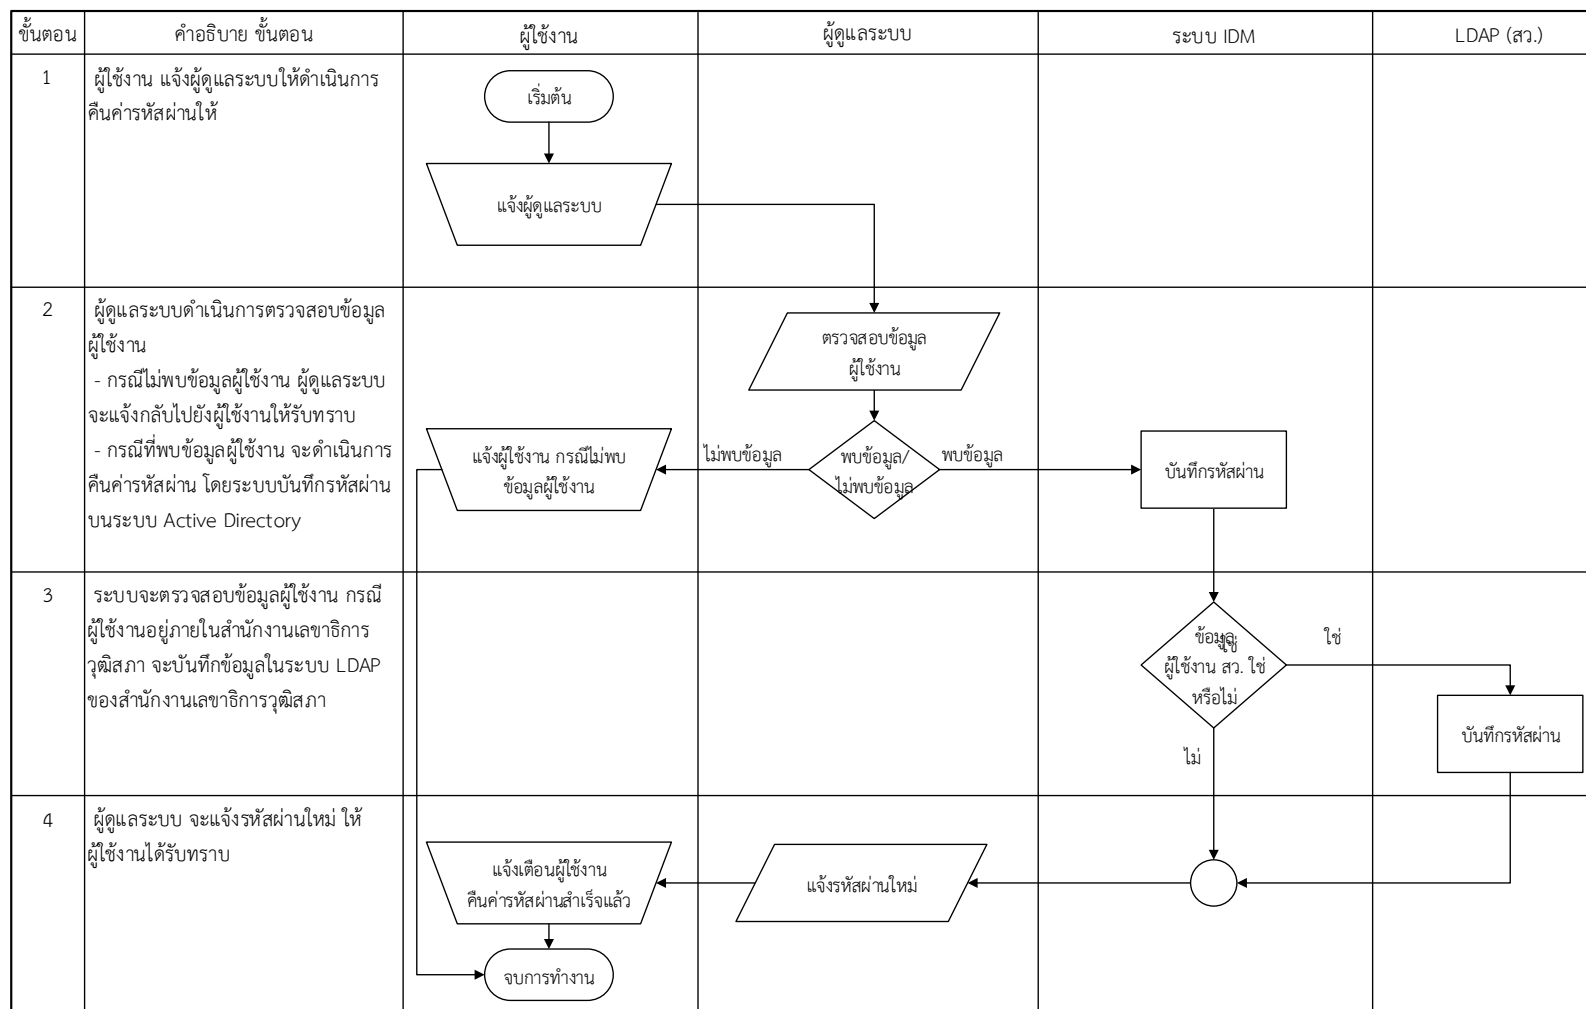 ขั้นตอน
คำอธิบาย ขั้นตอน
ผู้ใช้งาน
ผู้ดูแลระบบ
ระบบ IDM
LDAP (สว.)
1
ผู้ใช้งาน แจ้งผู้ดูแลระบบให้ดำเนินการ
คืนค่ารหัสผ่านให้
เริ่มต้น
แจ้งผู้ดูแลระบบ
2
ผู้ดูแลระบบดำเนินการตรวจสอบข้อมูล
ผู้ใช้งาน
- กรณีไม่พบข้อมูลผู้ใช้งาน ผู้ดูแลระบบ
จะแจ้งกลับไปยังผู้ใช้งานให้รับทราบ
- กรณีที่พบข้อมูลผู้ใช้งาน จะดำเนินการ
คืนค่ารหัสผ่าน โดยระบบบันทึกรหัสผ่าน
บนระบบ Active Directory
ตรวจสอบข้อมูล
ผู้ใช้งาน
แจ้งผู้ใช้งาน กรณีไม่พบ
ข้อมูลผู้ใช้งาน
ไม่พบข้อมูล
พบข้อมูล/
ไม่พบข้อมูล
พบข้อมูล
บันทึกรหัสผ่าน
3
ระบบจะตรวจสอบข้อมูลผู้ใช้งาน กรณี
ผู้ใช้งานอยู่ภายในสำนักงานเลขาธิการ
วุฒิสภา จะบันทึกข้อมูลในระบบ LDAP
ของสำนักงานเลขาธิการวุฒิสภา
ข้อมูล
ใช่
ผู้ใช้งาน สว. ใช่
หรือไม่
ใช่
ไม่
บันทึกรหัสผ่าน
4
ผู้ดูแลระบบ จะแจ้งรหัสผ่านใหม่ ให้
ผู้ใช้งานได้รับทราบ
แจ้งเตือนผู้ใช้งาน
คืนค่ารหัสผ่านสำเร็จแล้ว
แจ้งรหัสผ่านใหม่
จบการทำงาน